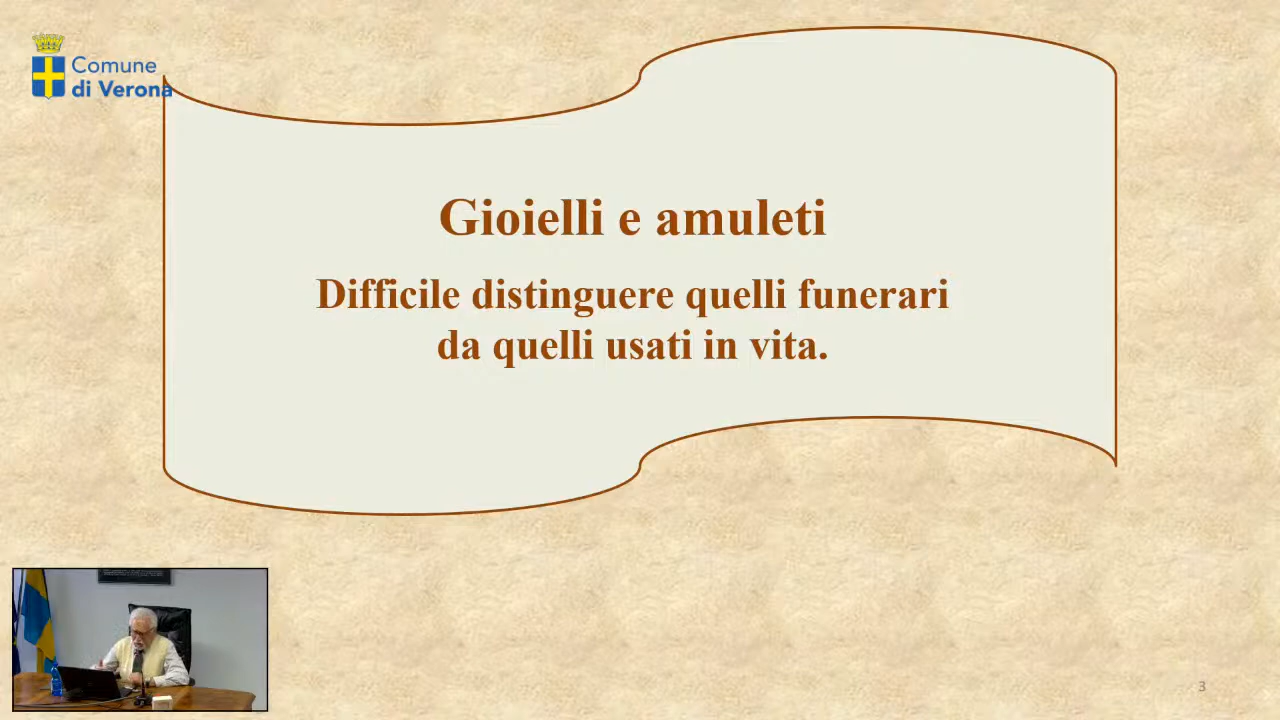 Comune
di Verona
Gioielli e amuleti
Difficile distinguere quelli funerari
da quelli usati in vita.
3